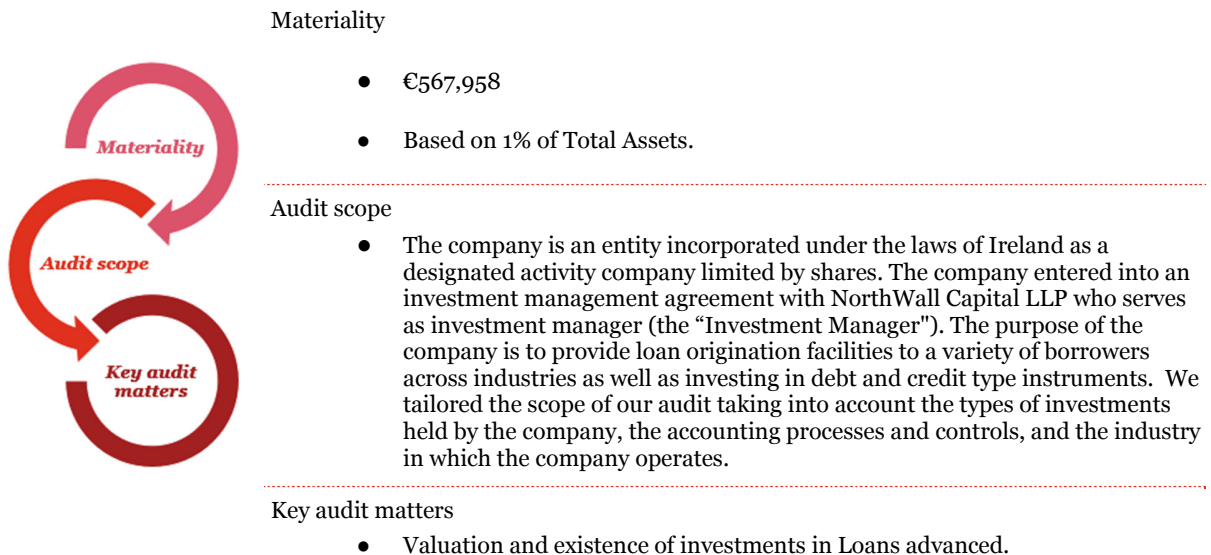 Materiality
● €567,958
● Based on 1% of Total Assets.
Materiality
Audit scope
● The company is an entity incorporated under the laws of Ireland as a
designated activity company limited by shares. The company entered into an
investment management agreement with NorthWall Capital LLP who serves
as investment manager (the “Investment Manager"). The purpose of the
company is to provide loan origination facilities to a variety of borrowers
across industries as well as investing in debt and credit type instruments. We
tailored the scope of our audit taking into account the types of investments
held by the company, the accounting processes and controls, and the industry
in which the company operates.
Audit scope
Key audit
matters
Key audit matters
● Valuation and existence of investments in Loans advanced.